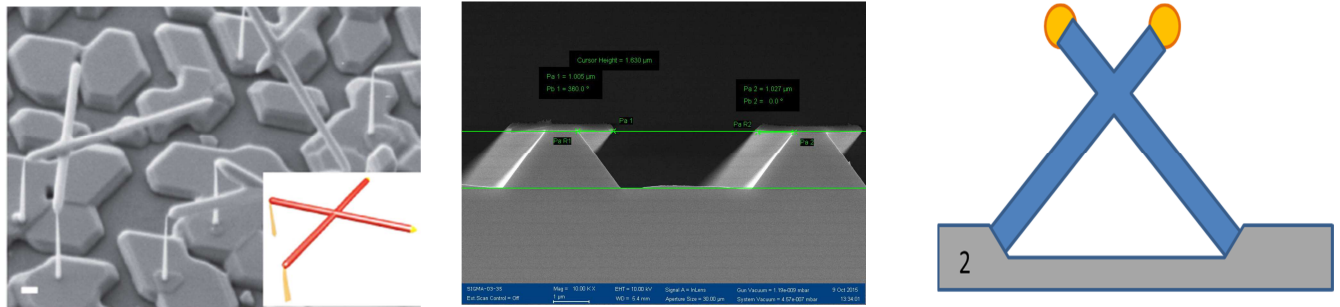 Cursor Height = 1.630 µm
Pa 1 = 1.005 µm
Pb 1 = 360.0 °
Pa 2 = 1.027 µm
Pb 2 = 0.0 °
Pa 1
Pa R1
Pa R2
Pa 2
SIGMA-03-38
Ext Scan Control = Off
1 µm
Mag = 10.00 K X
EHT = 10.00 kV
WD = 5.4 mm
Signal A = InLens
Aperture Size = 30.00 µm
Gun Vacuum = 1.19e-009 mbar
System Vacuum = 4.57e-007 mbar
9 Oct 2015
13:34:01
2